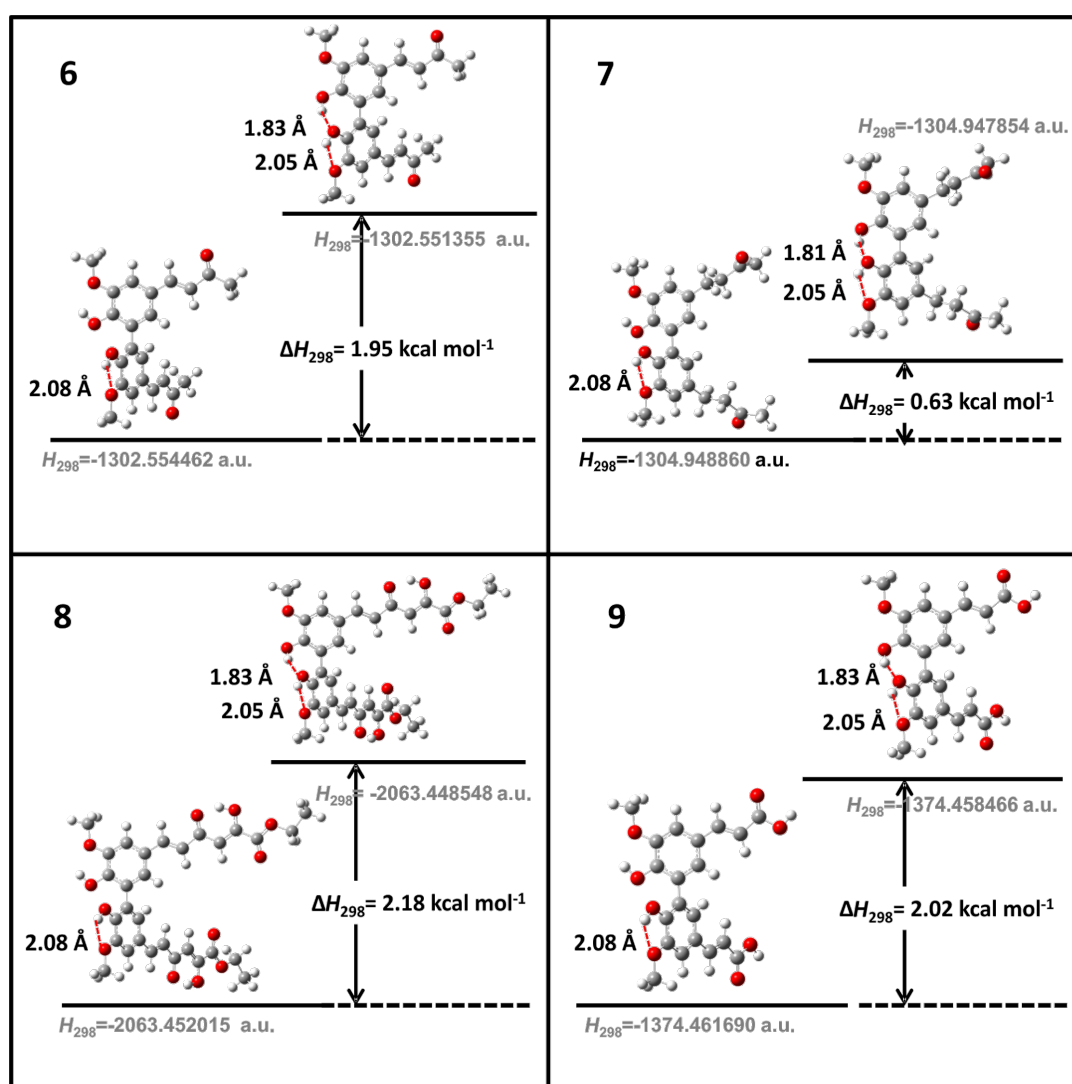 6
1.83 Å
2.05 Å
H298=-1302.551355 a.u.
ΔH298= 1.95 kcal mol-1
2.08 Å
H298=-1302.554462 a.u.
7
H298=-1304.947854 a.u.
1.81 Å
2.05 Å
ΔH298= 0.63 kcal mol-1
2.08 Å
H298=-1304.948860 a.u.
8
1.83 Å
2.05 Å
H298= -2063.448548 a.u.
ΔH298= 2.18 kcal mol-1
2.08 Å
H298=-2063.452015 a.u.
9
1.83 Å
2.05 Å
H298=-1374.458466 a.u.
ΔH298= 2.02 kcal mol-1
2.08 Å
H298=-1374.461690 a.u.